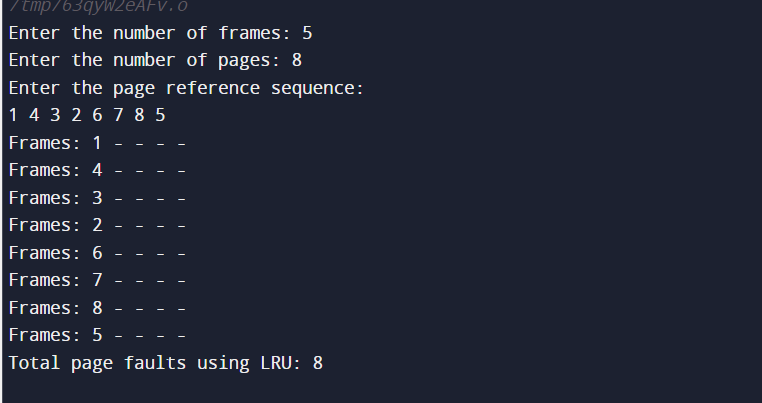 /tmp/63qyW2eAFv.o
Enter the number of frames: 5
Enter the number of pages: 8
Enter the page reference sequence:
1 4 3 2 6 7 8 5
Frames: 1 - - - -
Frames: 4 - - - -
Frames: 3 - - - -
Frames: 2 - - - -
Frames: 6 - - - -
Frames: 7 - - - -
Frames: 8 - - - -
Frames: 5 - - - -
Total page faults using LRU: 8